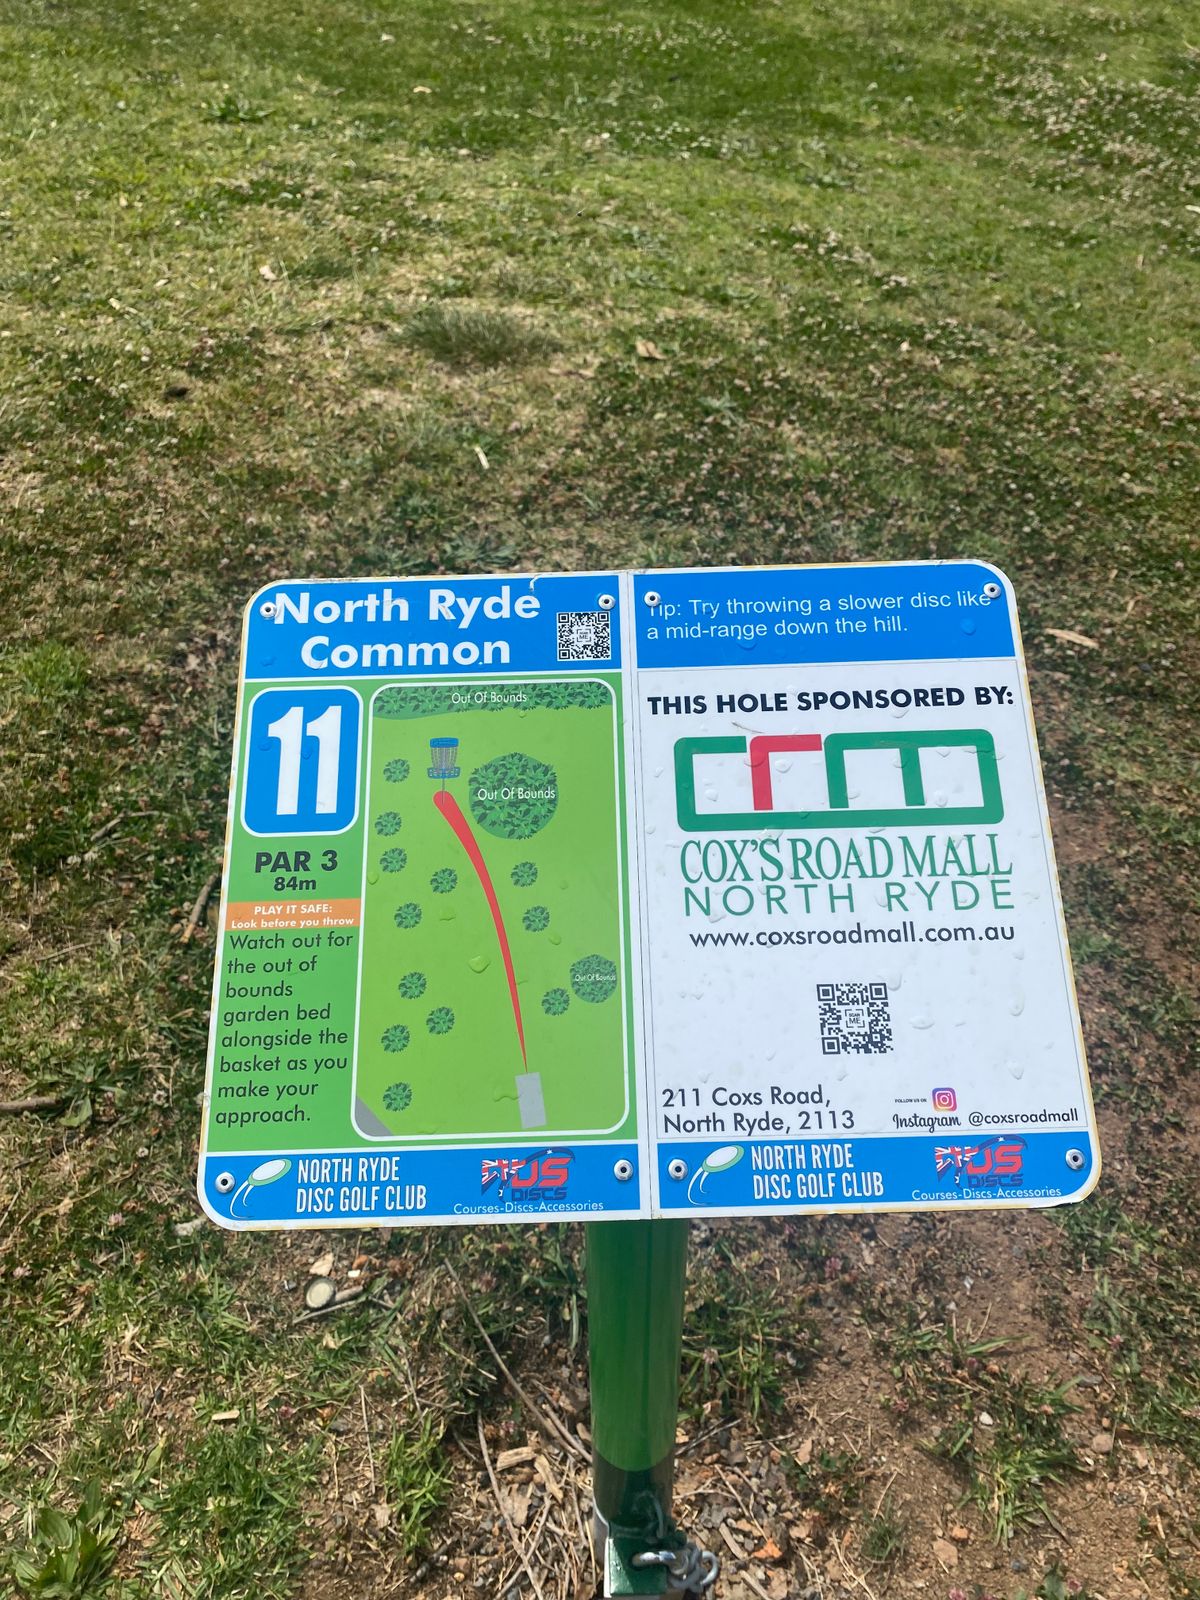 North Ryde
Common
11
PAR 3
84m
PLAY IT SAFE:
Look before you throw
Watch out for
the out of
bounds
garden bed
alongside the
basket as you
make your
approach.
Out Of Bounds
Out Of Bounds
Out Of Bounds
NORTH RYDE
DISC GOLF CLUB
AUS
DISCS
Courses-Discs-Accessories
Tip: Try throwing a slower disc like
a mid-range down the hill.
THIS HOLE SPONSORED BY:
crm
COX'S ROAD MALL
NORTH RYDE
www.coxsroadmall.com.au
SCAN
ME
211 Coxs Road,
North Ryde, 2113
FOLLOW US ON
Instagram @coxsroadmall
NORTH RYDE
DISC GOLF CLUB
AUS
DISCS
Courses-Discs-Accessories